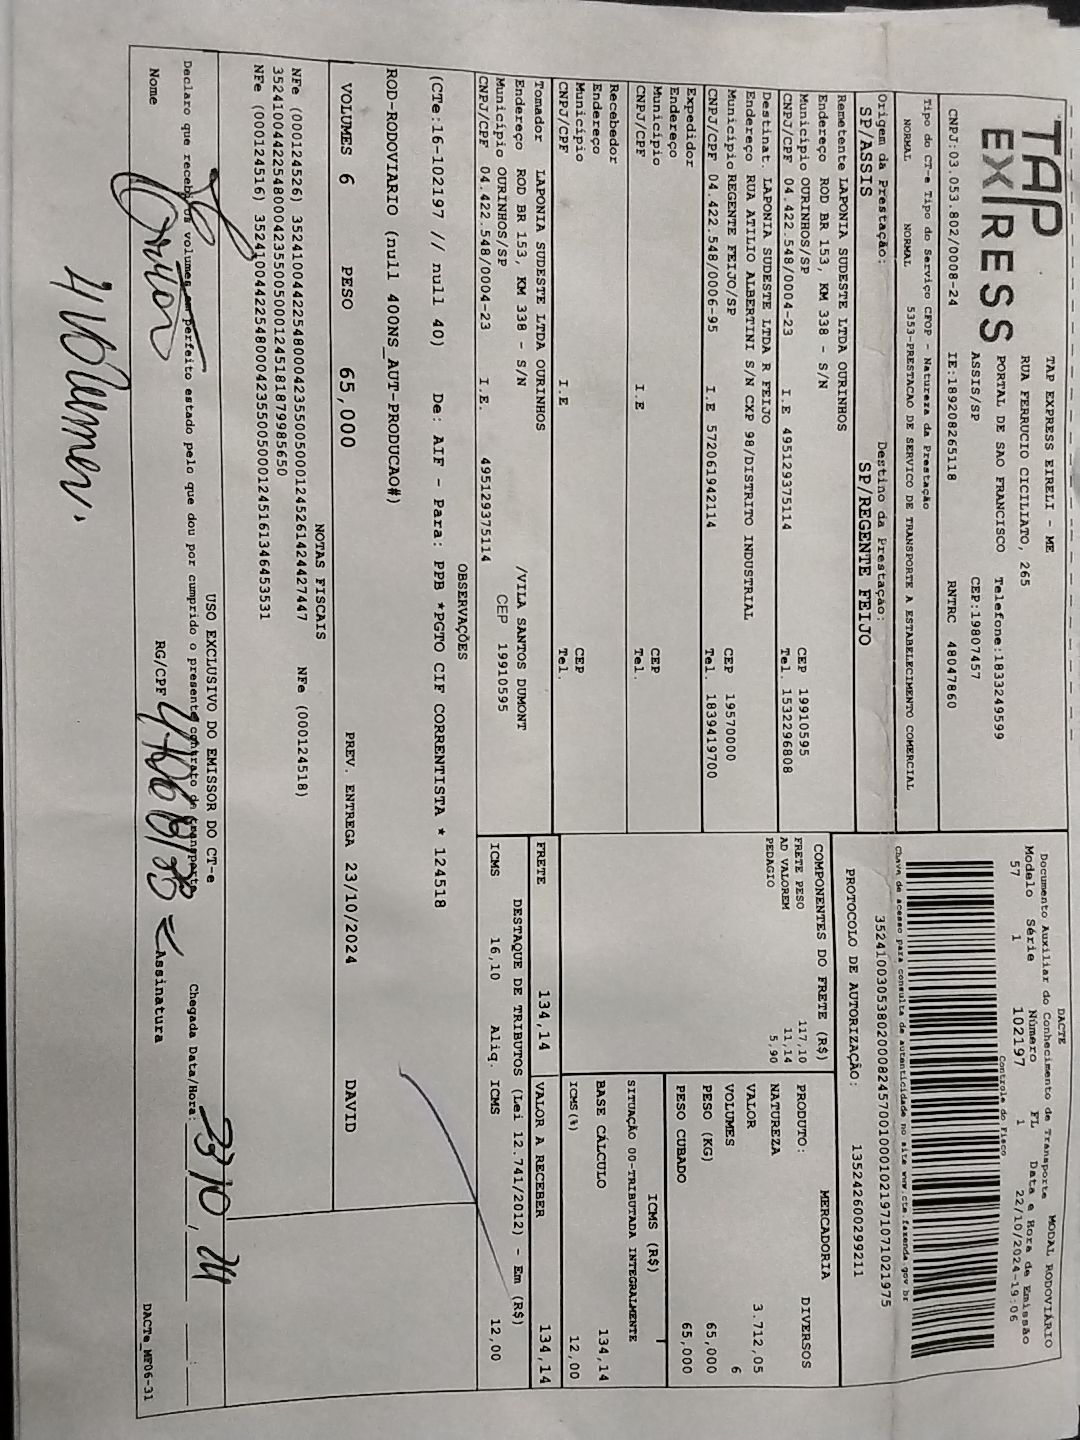 TAP
EXPRESS
TAP EXPRESS EIRELI - ME
RUA FERRUCIO CICILIATO, 265
PORTAL DE SAO FRANCISCO Telefone:1833249599
ASSIS/SP CEP:19807457
CNPJ:03.053.802/0008-24 IE:189208265118 RNTRC 48047860
Tipo do CT-e Tipo do Serviço CFOP - Natureza da Prestação
NORMAL NORMAL 5353-PRESTACAO DE SERVICO DE TRANSPORTE A ESTABELECIMENTO COMERCIAL
Origem da Prestação: Destino da Prestação:
SP/ASSIS SP/REGENTE FEIJO
DACTE MODAL RODOVIÁRIO
Documento Auxiliar do Conhecimento de Transporte
Modelo Série Número FL Data e Hora de Emissão
57 1 102197 1 22/10/2024-19:06
Controle do Fisco
35241003053802000824570010001021971071021975
Chave de acesso para consulta de autenticidade no site www.cte.fazenda.gov.br
PROTOCOLO DE AUTORIZAÇÃO: 135242600299211
Remetente LAPONIA SUDESTE LTDA OURINHOS
Endereço ROD BR 153, KM 338 - S/N CEP 19910595
Município OURINHOS/SP Tel. 1532296808
CNPJ/CPF 04.422.548/0004-23 I.E 495129375114
Destinat. LAPONIA SUDESTE LTDA R FEIJO
Endereço RUA ATILIO ALBERTINI S/N CXP 98/DISTRITO INDUSTRIAL
Município REGENTE FEIJO/SP CEP 19570000
CNPJ/CPF 04.422.548/0006-95 I.E 572061942114 Tel. 1839419700
Expedidor
Endereço
Município CEP
CNPJ/CPF I.E Tel.
Recebedor
Endereço
Município CEP
CNPJ/CPF I.E Tel.
Tomador LAPONIA SUDESTE LTDA OURINHOS
Endereço ROD BR 153, KM 338 - S/N /VILA SANTOS DUMONT
Município OURINHOS/SP CEP 19910595
CNPJ/CPF 04.422.548/0004-23 I.E. 495129375114
COMPONENTES DO FRETE (R$)
FRETE PESO 117,10
AD VALOREM 11,14
PEDAGIO 5,90
MERCADORIA
PRODUTO: DIVERSOS
NATUREZA
VALOR 3.712,05
VOLUMES 6
PESO (KG) 65,000
PESO CUBADO 65,000
ICMS (R$)
SITUAÇÃO 00-TRIBUTADA INTEGRALMENTE
BASE CÁLCULO 134,14
ICMS(%) 12,00
FRETE 134,14 VALOR A RECEBER 134,14
DESTAQUE DE TRIBUTOS (Lei 12.741/2012) - Em (R$)
ICMS 16,10 Aliq. ICMS 12,00
OBSERVAÇÕES
(CTe:16-102197 // null 40) De: AIF - Para: PPB *PGTO CIF CORRENTISTA * 124518
ROD-RODOVIARIO (null 40ONS_AUT-PRODUCAO#)
VOLUMES 6 PESO 65,000 PREV. ENTREGA 23/10/2024 DAVID
NOTAS FISCAIS
NFe (000124526) 35241004422548000423550050001245261424427447 NFe (000124518)
35241004422548000423550050001245181879985650
NFe (000124516) 35241004422548000423550050001245161346453531
USO EXCLUSIVO DO EMISSOR DO CT-e
Declaro que recebi os volumes em perfeito estado pelo que dou por cumprido o presente contrato de transporte
Chegada Data/Hora: 23/10/24
Nome RG/CPF Assinatura
DACTe_MF06-31